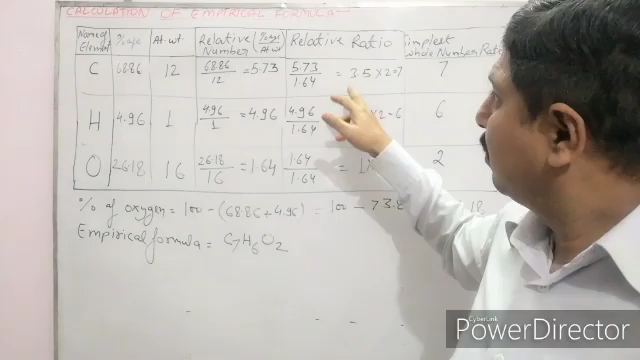 CALCULATION OF EMPIRICAL FORMULA
Name of Element %age At. wt. Relative Number (%age/At.wt) Relative Ratio Simplest Whole Number Ratio
C 68.86 12 68.86/12 = 5.73 5.73/1.64 = 3.5×2=7 7
H 4.96 1 4.96/1 = 4.96 4.96/1.64 ×2=6 6
O 26.18 16 26.18/16 = 1.64 1.64/1.64 = 1 2
% of oxygen = 100 - (68.86 + 4.96) = 100 - 73.8 18
Empirical formula = C7H6O2
CyberLink
PowerDirector